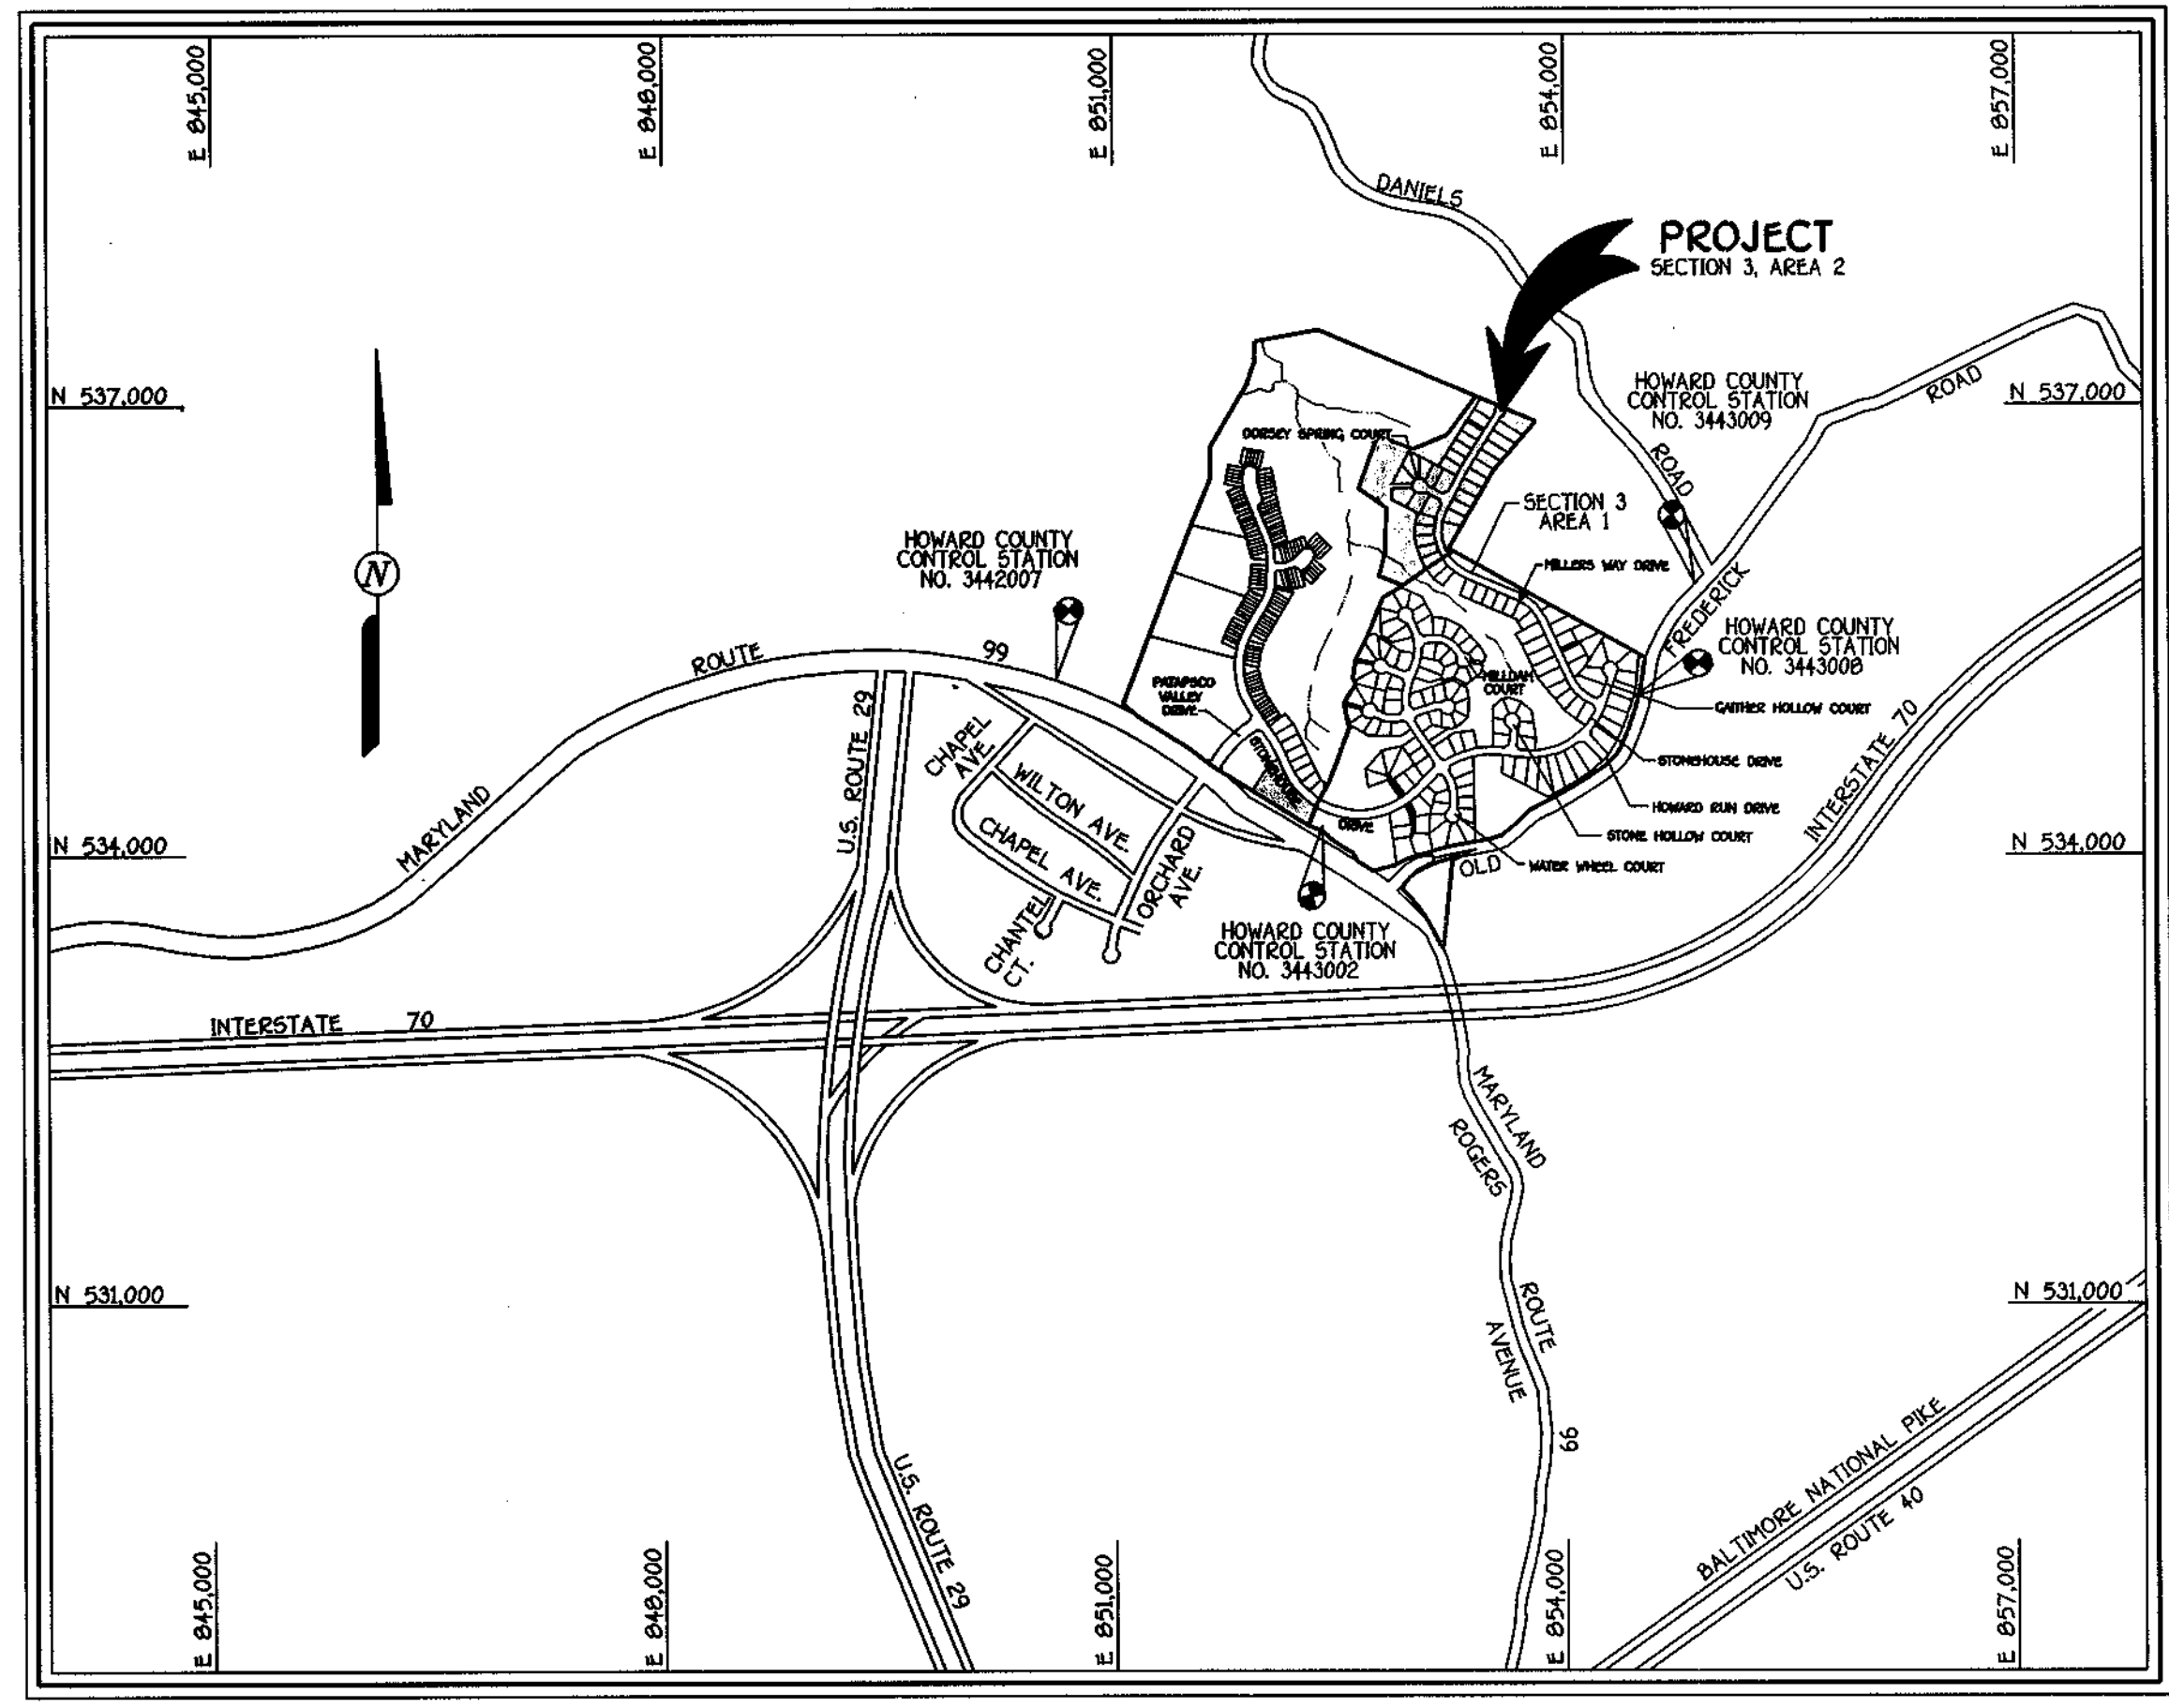 E 845,000
E 848,000
E 851,000
E 854,000
E 857,000
DANIELS
PROJECT
SECTION 3, AREA 2
N 537,000
HOWARD COUNTY
CONTROL STATION
NO. 3443009
ROAD
N 537,000
DORSEY SPRING COURT
ROAD
SECTION 3
AREA 1
HOWARD COUNTY
CONTROL STATION
NO. 3442007
MILLERS WAY DRIVE
N
FREDERICK
HOWARD COUNTY
CONTROL STATION
NO. 3443008
ROUTE
99
PATAPSCO
VALLEY
DRIVE
MILLDAM
COURT
GAITHER HOLLOW COURT
U.S. ROUTE 29
CHAPEL
AVE.
STONEHOUSE
STONEHOUSE DRIVE
INTERSTATE 70
WILTON AVE.
HOWARD RUN DRIVE
MARYLAND
DRIVE
STONE HOLLOW COURT
N 534,000
N 534,000
CHAPEL AVE.
ORCHARD
AVE.
OLD
WATER WHEEL COURT
CHANTEL
CT.
HOWARD COUNTY
CONTROL STATION
NO. 3443002
INTERSTATE 70
MARYLAND
ROGERS
N 531,000
N 531,000
ROUTE
AVENUE
99
BALTIMORE NATIONAL PIKE
U.S. ROUTE 40
U.S. ROUTE 29
E 845,000
E 848,000
E 851,000
E 854,000
E 857,000